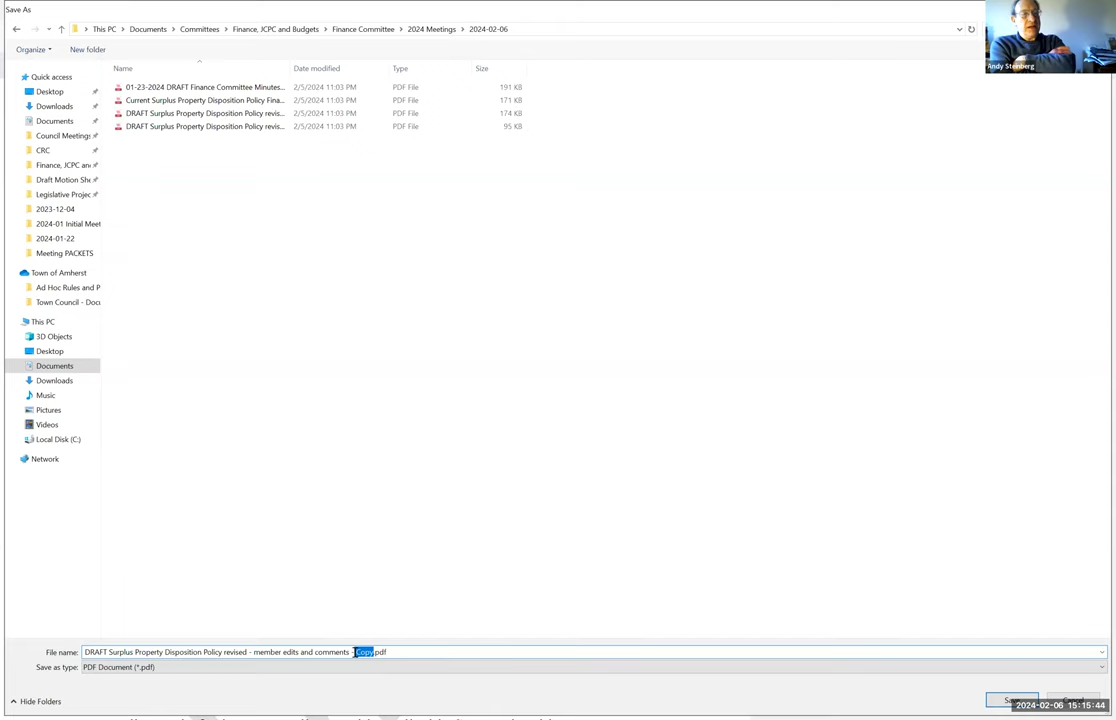 Save As
This PC > Documents > Committees > Finance, JCPC and Budgets > Finance Committee > 2024 Meetings > 2024-02-06
Andy Steinberg
Organize New folder
Name Date modified Type Size
Quick access
Desktop
Downloads
Documents
Council Meetings
CRC
Finance, JCPC an
Draft Motion She
Legislative Projec
2023-12-04
2024-01 Initial Meet
2024-01-22
Meeting PACKETS
Town of Amherst
Ad Hoc Rules and P
Town Council - Docu
This PC
3D Objects
Desktop
Documents
Downloads
Music
Pictures
Videos
Local Disk (C:)
Network
01-23-2024 DRAFT Finance Committee Minutes... 2/5/2024 11:03 PM PDF File 191 KB
Current Surplus Property Disposition Policy Fina... 2/5/2024 11:03 PM PDF File 171 KB
DRAFT Surplus Property Disposition Policy revis... 2/5/2024 11:03 PM PDF File 174 KB
DRAFT Surplus Property Disposition Policy revis... 2/5/2024 11:03 PM PDF File 95 KB
File name: DRAFT Surplus Property Disposition Policy revised - member edits and comments - Copy.pdf
Save as type: PDF Document (*.pdf)
Hide Folders
Save Cancel
2024-02-06 15:15:44